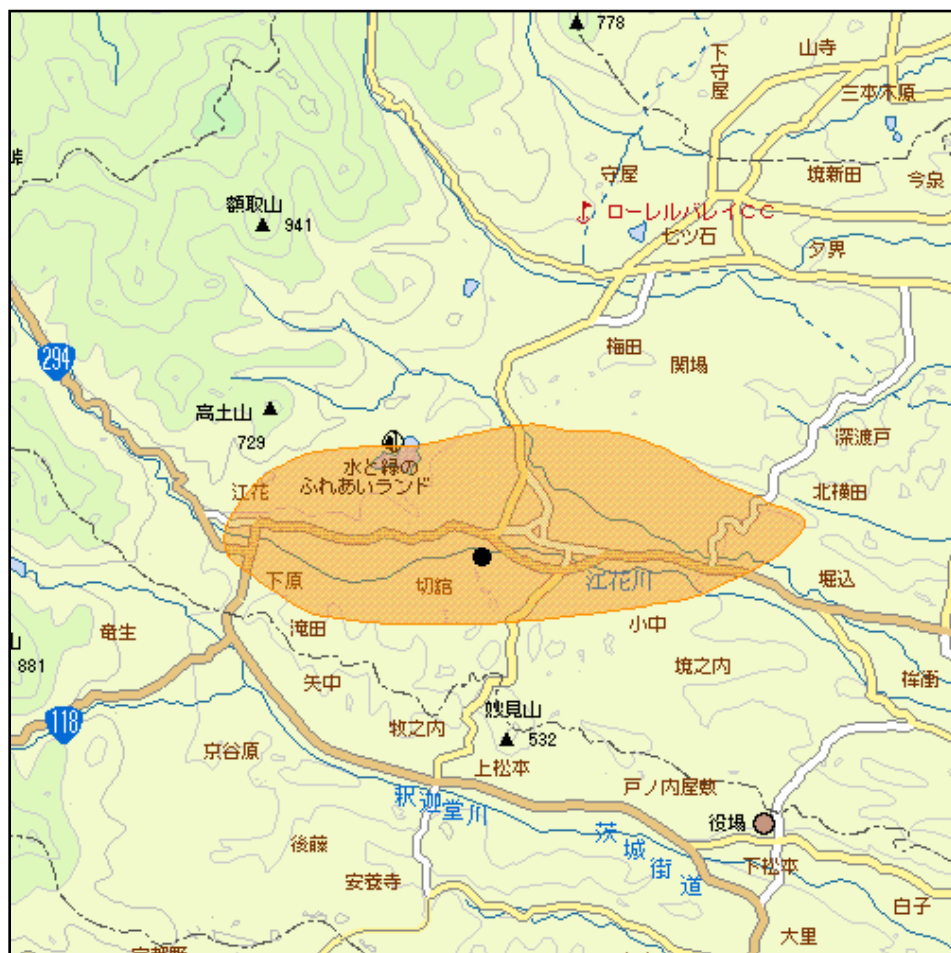 778
山寺
下守屋
三本木原
峠
守屋
境新田
今泉
額取山
941
ローレルバレイCC
七ツ石
夕界
294
梅田
関場
高土山
729
深渡戸
水と緑の
ふれあいランド
江花
北横田
下原
切舘
江花川
堀込
竜生
滝田
小中
山
881
矢中
境之内
桙衝
118
牧之内
妙見山
532
京谷原
上松本
戸ノ内屋敷
釈迦堂川
茨城街道
役場
後藤
下松本
安養寺
白子
大里